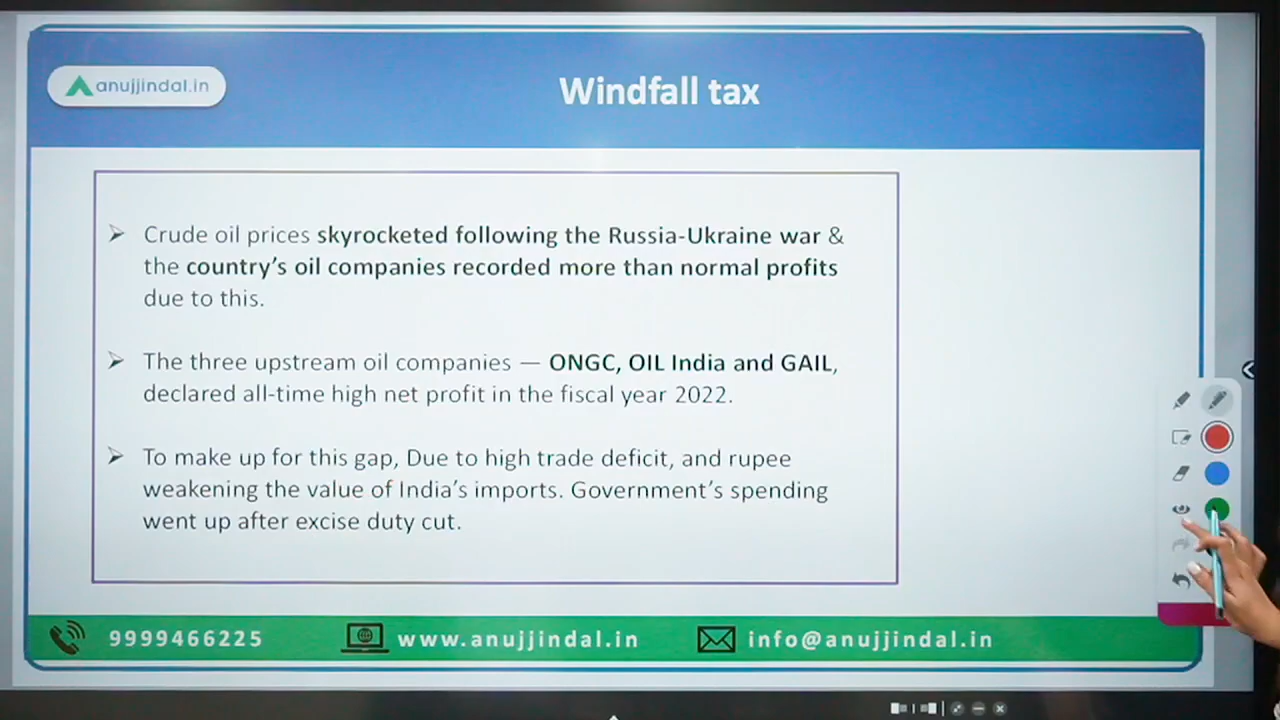 anujjindal.in
Windfall tax
Crude oil prices skyrocketed following the Russia-Ukraine war &
the country's oil companies recorded more than normal profits
due to this.
The three upstream oil companies — ONGC, OIL India and GAIL,
declared all-time high net profit in the fiscal year 2022.
To make up for this gap, Due to high trade deficit, and rupee
weakening the value of India's imports. Government's spending
went up after excise duty cut.
9999466225 www.anujjindal.in info@anujjindal.in